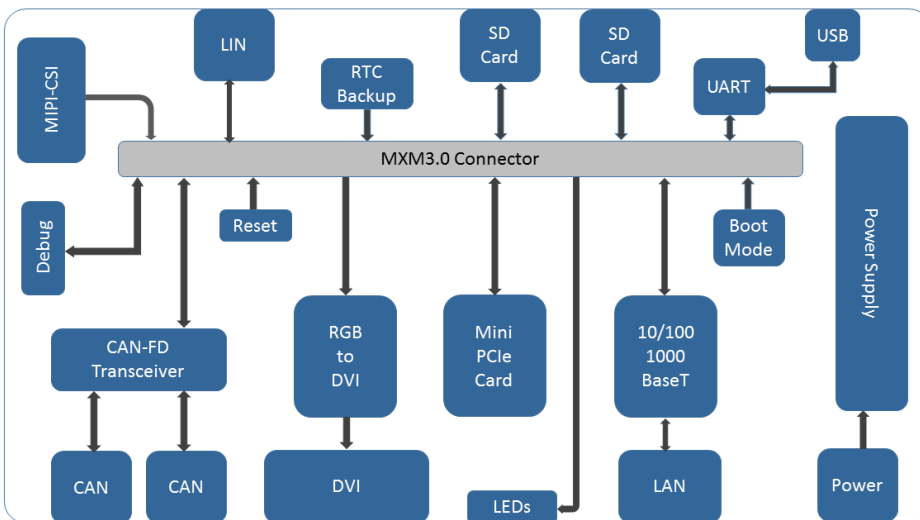 MIPI-CSI
LIN
RTC
Backup
SD
Card
SD
Card
UART
USB
MXM3.0 Connector
Debug
Reset
Boot
Mode
Power Supply
CAN-FD
Transceiver
RGB
to
DVI
Mini
PCIe
Card
10/100
1000
BaseT
CAN
CAN
DVI
LEDs
LAN
Power